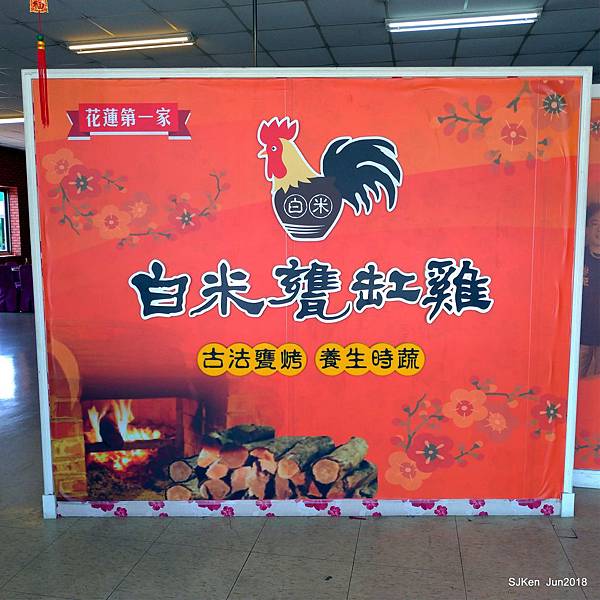 花蓮第一家
白米
白米甕缸雞
古法甕烤 養生時蔬
SJKen Jun2018